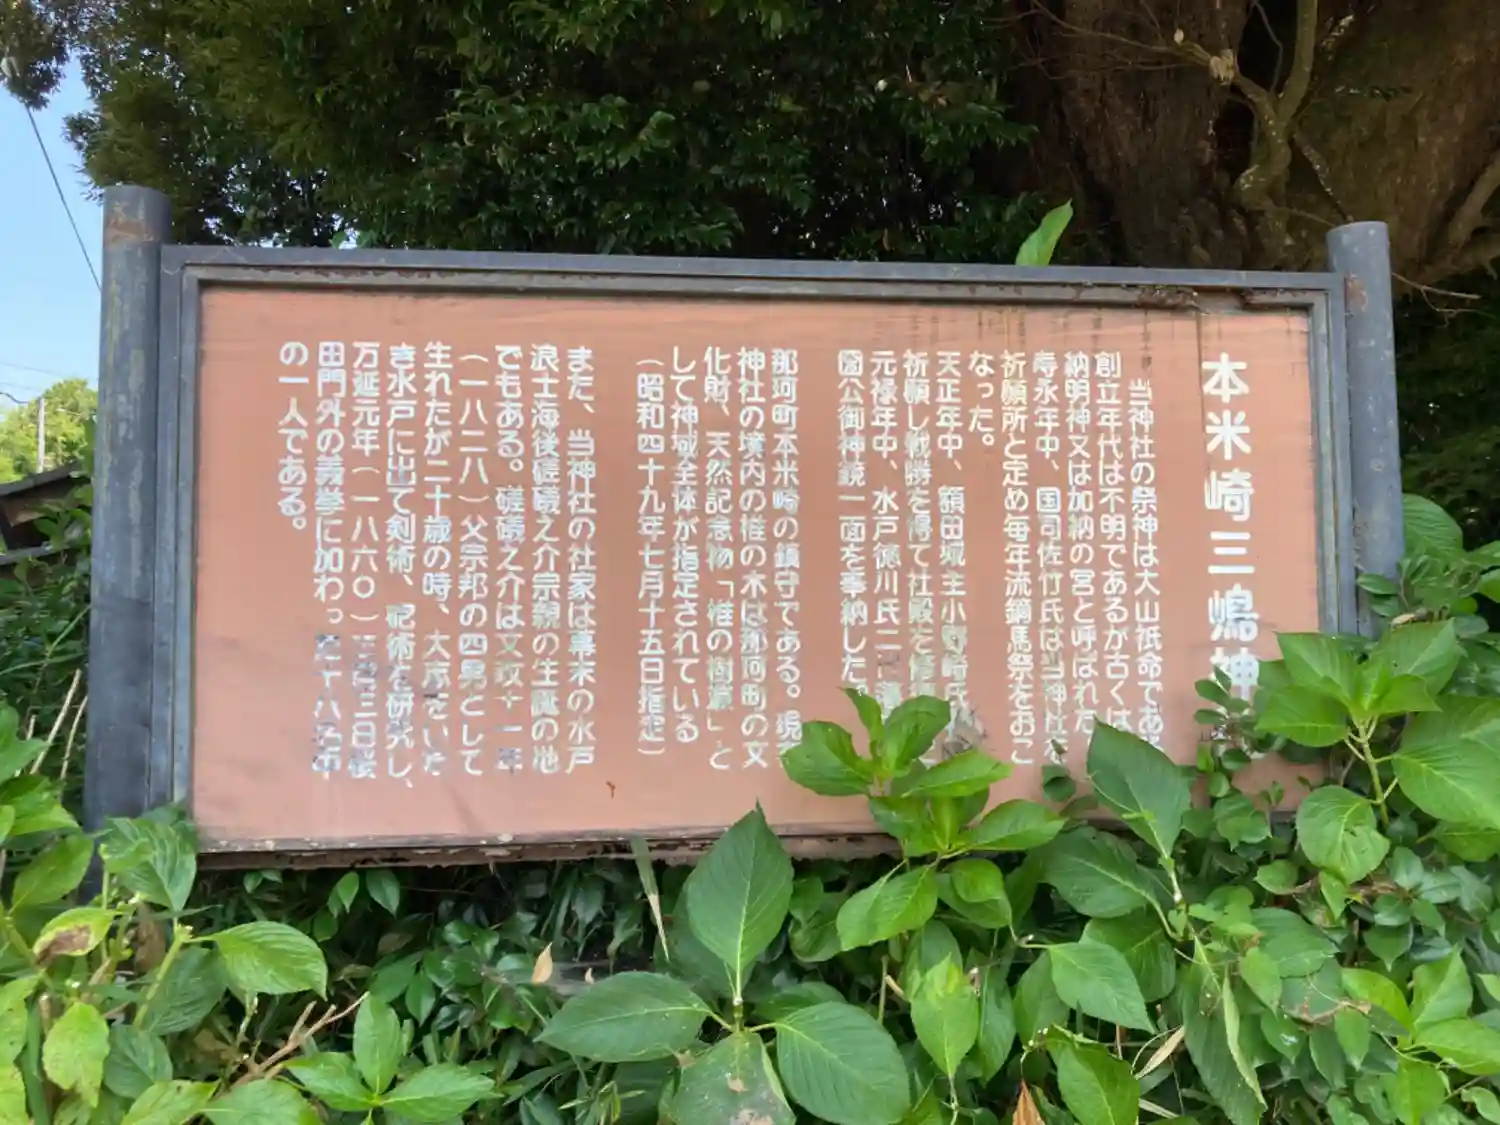 本米崎三嶋神
当神社の祭神は大山祇命であ
創立年代は不明であるが古くは
納明神又は加納の宮と呼ばれた
寿永年中、国司佐竹氏は当神社を
祈願所と定め毎年流鏑馬祭をおこ
なった。
天正年中、額田城主小野崎氏
祈願し戦勝を得て社殿を修
元禄年中、水戸徳川氏二
圀公御神鏡一面を奉納した
那珂町本米崎の鎮守である。現
神社の境内の椎の木は那珂町の文
化財、天然記念物「椎の樹叢」と
して神域全体が指定されている
(昭和四十九年七月十五日指定)
また、当神社の社家は幕末の水戸
浪士海後磋磯之介宗親の生誕の地
でもある。磋磯之介は文政十一年
(一八二八)父宗邦の四男として
生れたが二十歳の時、大志をいだ
き水戸に出て剣術、砲術を研究し、
万延元年(一八六〇)三月三日桜
田門外の義挙に加わった十八烈士
の一人である。